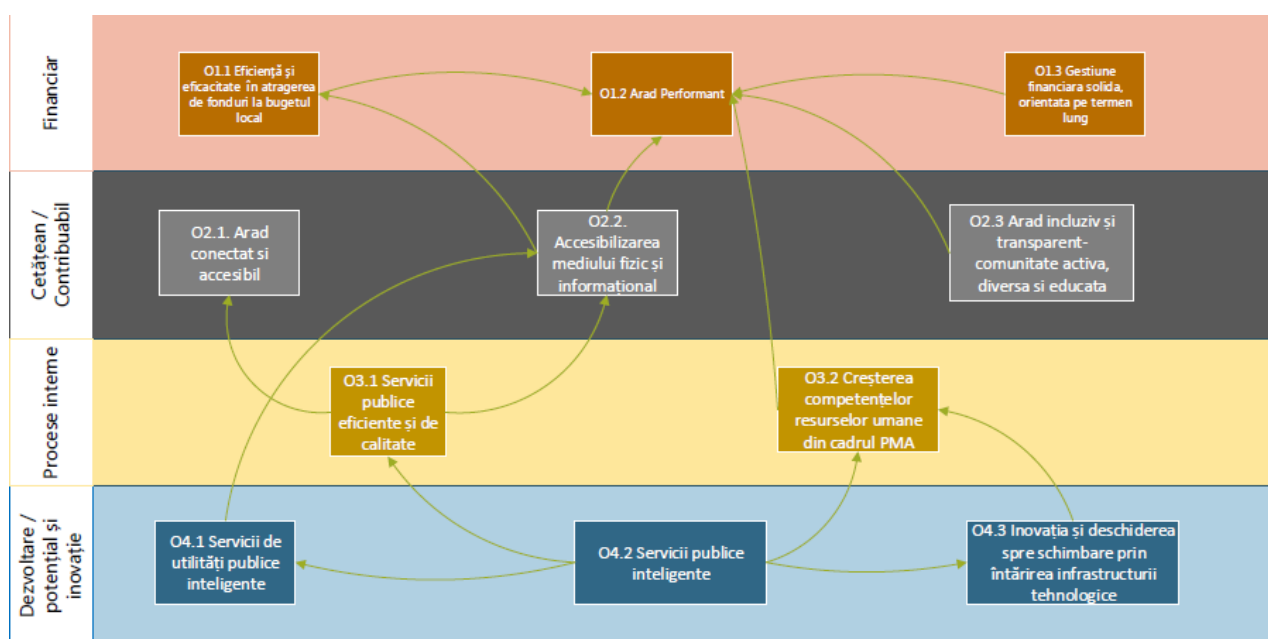 Financiar
O1.1 Eficiență și
eficacitate în atragerea
de fonduri la bugetul
local
O1.2 Arad Performant
O1.3 Gestiune
financiara solida,
orientata pe termen
lung
Cetățean /
Contribuabil
O2.1. Arad
conectat si
accesibil
O2.2.
Accesibilizarea
mediului fizic și
informațional
O2.3 Arad incluziv și
transparent-
comunitate activa,
diversa si educata
Procese interne
O3.1 Servicii
publice
eficiente și de
calitate
O3.2 Creșterea
competențelor
resurselor umane
din cadrul PMA
Dezvoltare /
potențial și
inovație
O4.1 Servicii de
utilități publice
inteligente
O4.2 Servicii publice
inteligente
O4.3 Inovația și deschiderea
spre schimbare prin
întărirea infrastructurii
tehnologice